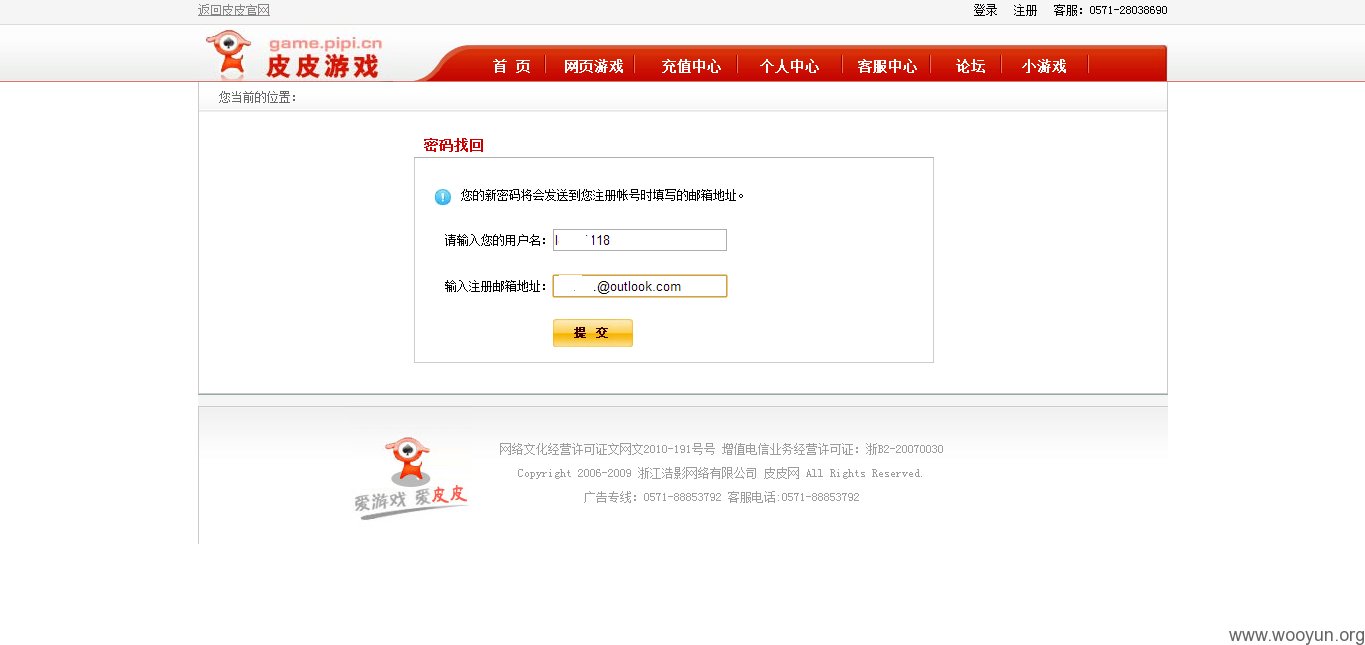 返回皮皮官网
登录 注册 客服：0571-28038690
game.pipi.cn
皮皮游戏
首 页 网页游戏 充值中心 个人中心 客服中心 论坛 小游戏
您当前的位置：
密码找回
您的新密码将会发送到您注册帐号时填写的邮箱地址。
请输入您的用户名： 118
输入注册邮箱地址： .@outlook.com
提 交
网络文化经营许可证文网文2010-191号号 增值电信业务经营许可证：浙B2-20070030
Copyright 2006-2009 浙江浩影网络有限公司 皮皮网 All Rights Reserved.
广告专线：0571-88853792 客服电话:0571-88853792
爱游戏 爱皮皮
www.wooyun.org